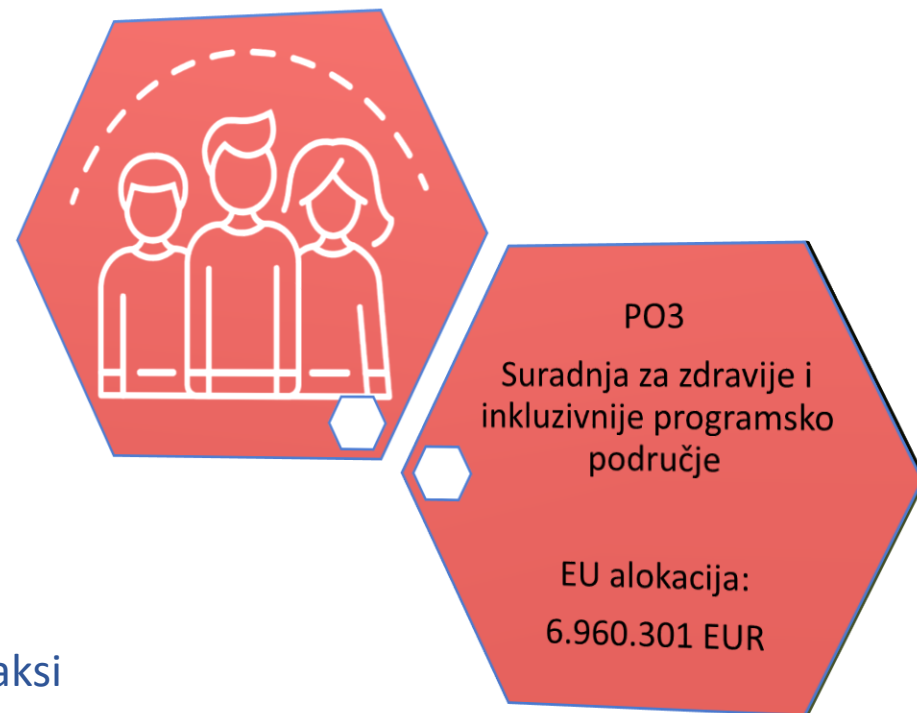 PO3
Suradnja za zdravije i
inkluzivnije programsko
područje
EU alokacija:
6.960.301 EUR
aksi